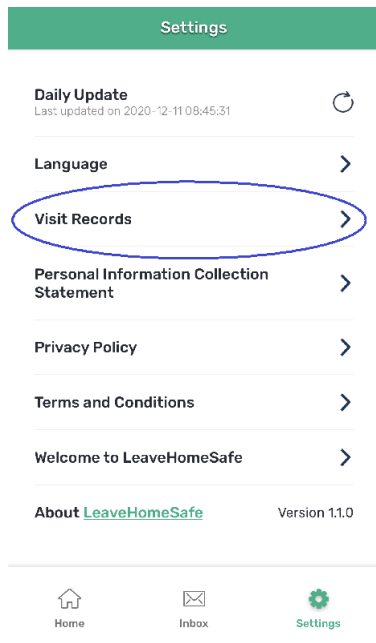 Settings
Daily Update
Last updated on 2020-12-11 08:45:31
Language
Visit Records
Personal Information Collection
Statement
Privacy Policy
Terms and Conditions
Welcome to LeaveHomeSafe
About LeaveHomeSafe Version 1.1.0
Home Inbox Settings